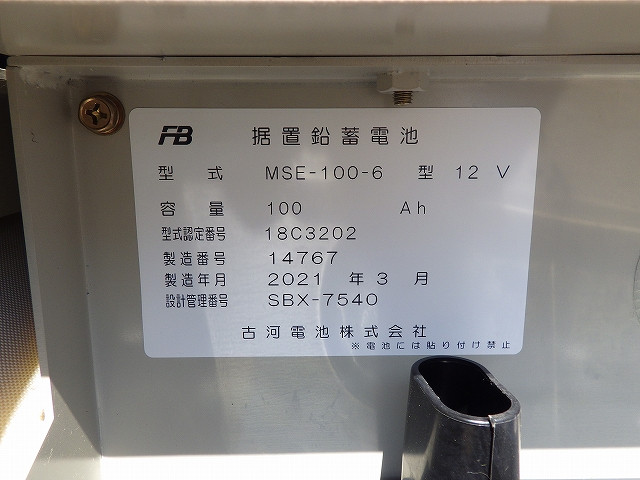 FB 据置鉛蓄電池
型式 MSE-100-6 型 12 V
容量 100 Ah
型式認定番号 18C3202
製造番号 14767
製造年月 2021 年 3 月
設計管理番号 SBX-7540
古河電池株式会社
※電池には貼り付け禁止